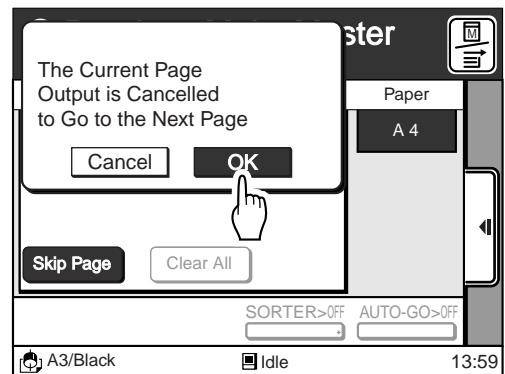 ster
M
The Current Page
Output is Cancelled
to Go to the Next Page
Cancel
OK
Paper
A 4
Skip Page
Clear All
SORTER>OFF
AUTO-GO>OFF
A3/Black
Idle
13:59